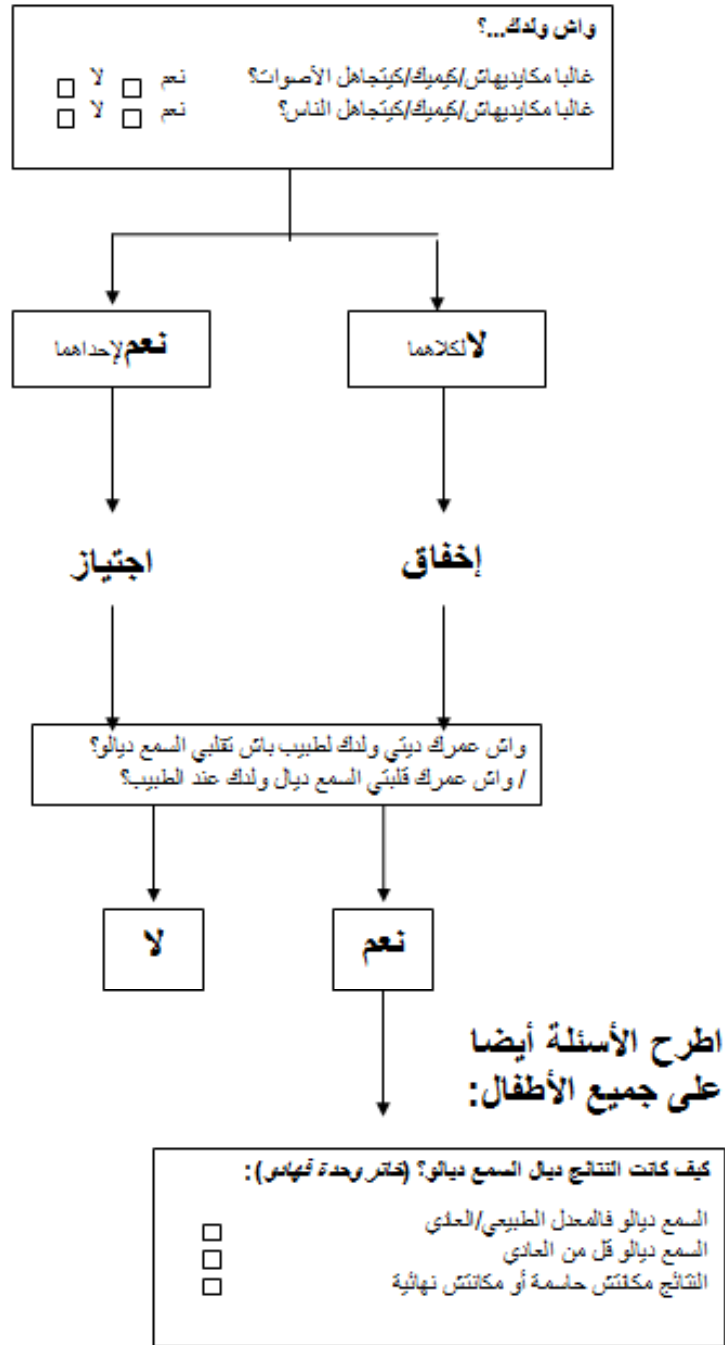 واش ولدك...؟
غالبا مكايديهاش/كيميك/كيتجاهل الأصوات؟ نعم □ لا □
غالبا مكايديهاش/كيميك/كيتجاهل الناس؟ نعم □ لا □
نعم لإحداهما
لا لكلاهما
اجتياز
إخفاق
واش عمرك ديتي ولدك لطبيب باش تقلبي السمع ديالو؟
/ واش عمرك قلبتي السمع ديال ولدك عند الطبيب؟
لا
نعم
اطرح الأسئلة أيضا
على جميع الأطفال:
كيف كانت النتائج ديال السمع ديالو؟ (ختار وحدة فهادو):
السمع ديالو فالمعدل الطبيعي/العادي □
السمع ديالو قل من العادي □
النتائج مكانتش حاسمة أو مكانتش نهائية □